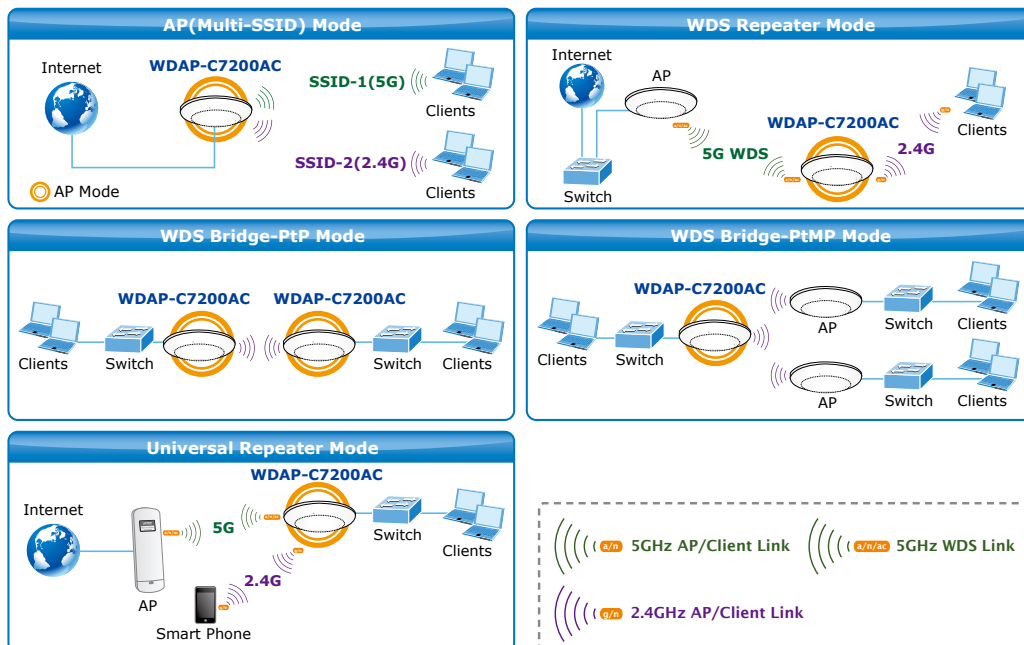 AP(Multi-SSID) Mode
Internet
WDAP-C7200AC
SSID-1(5G)
Clients
SSID-2(2.4G)
Clients
AP Mode
WDS Repeater Mode
Internet
AP
a/n/ac
5G WDS
WDAP-C7200AC
a/n/ac
g/n
2.4G
g/n
Clients
Switch
WDS Bridge-PtP Mode
WDAP-C7200AC
WDAP-C7200AC
Clients
Switch
Switch
Clients
WDS Bridge-PtMP Mode
WDAP-C7200AC
Clients
Switch
AP
Switch
Clients
AP
Switch
Clients
Universal Repeater Mode
WDAP-C7200AC
Internet
a/n/ac
5G
a/n/ac
Switch
Clients
g/n
2.4G
g/n
AP
Smart Phone
a/n
5GHz AP/Client Link
a/n/ac
5GHz WDS Link
g/n
2.4GHz AP/Client Link